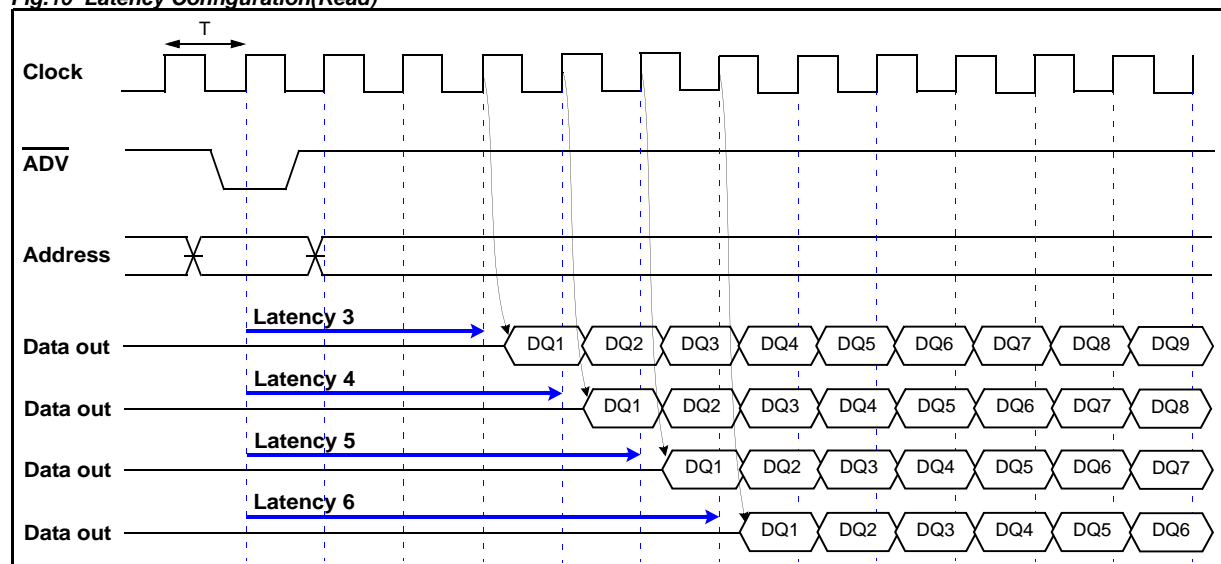 Fig.10 Latency Configuration(Read)
T
Clock
ADV
Address
Latency 3
Data out DQ1 DQ2 DQ3 DQ4 DQ5 DQ6 DQ7 DQ8 DQ9
Latency 4
Data out DQ1 DQ2 DQ3 DQ4 DQ5 DQ6 DQ7 DQ8
Latency 5
Data out DQ1 DQ2 DQ3 DQ4 DQ5 DQ6 DQ7
Latency 6
Data out DQ1 DQ2 DQ3 DQ4 DQ5 DQ6